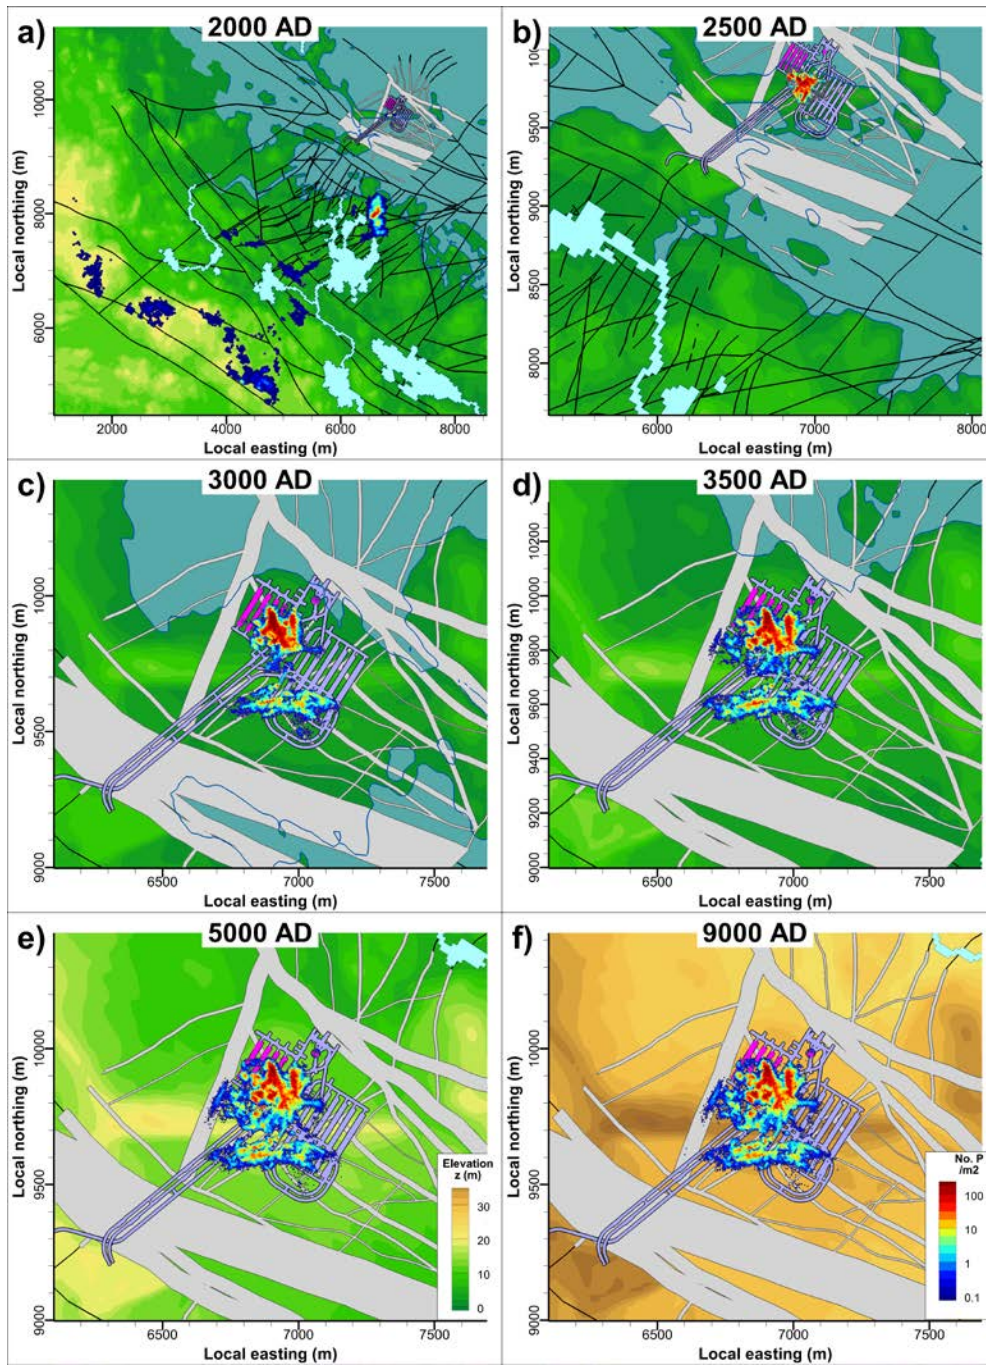 a) 2000 AD
Local northing (m)
10000
8000
6000
2000 4000 6000 8000
Local easting (m)
b) 2500 AD
Local northing (m)
9500
9000
8500
8000
6000 7000 8000
Local easting (m)
c) 3000 AD
Local northing (m)
10000
9500
9000
6500 7000 7500
Local easting (m)
d) 3500 AD
Local northing (m)
10200
10000
9800
9600
9400
9200
9000
6500 7000 7500
Local easting (m)
e) 5000 AD
Local northing (m)
10000
9500
9000
6500 7000 7500
Local easting (m)
Elevation
z (m)
30
20
10
0
f) 9000 AD
Local northing (m)
10000
9500
9000
6500 7000 7500
Local easting (m)
No. P
/m2
100
10
1
0.1